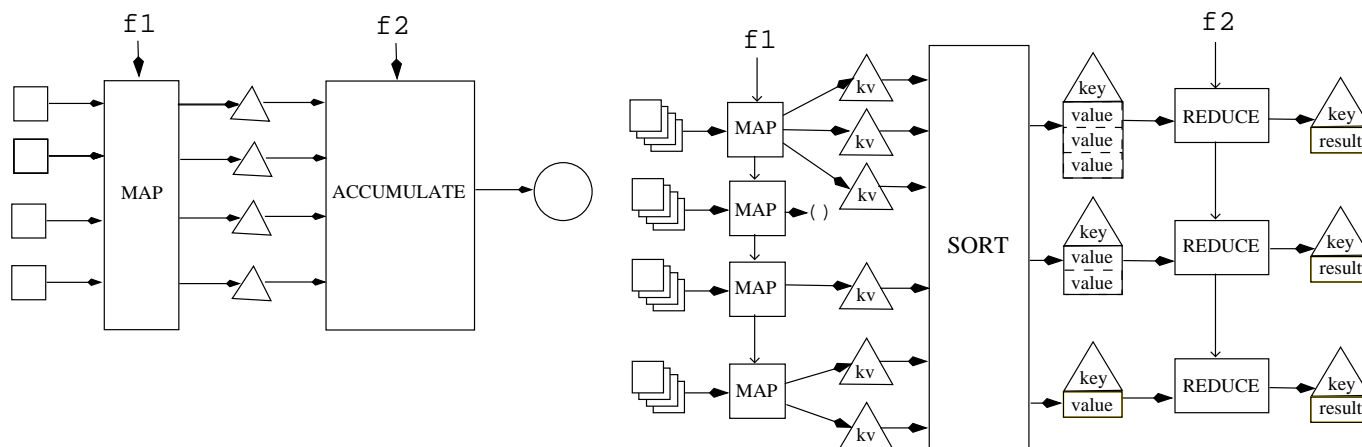 f1
f2
MAP
ACCUMULATE
f1
f2
MAP
kv
kv
kv
MAP
()
MAP
kv
MAP
kv
kv
SORT
key
value
value
value
REDUCE
key
result
key
value
value
REDUCE
key
result
key
value
REDUCE
key
result